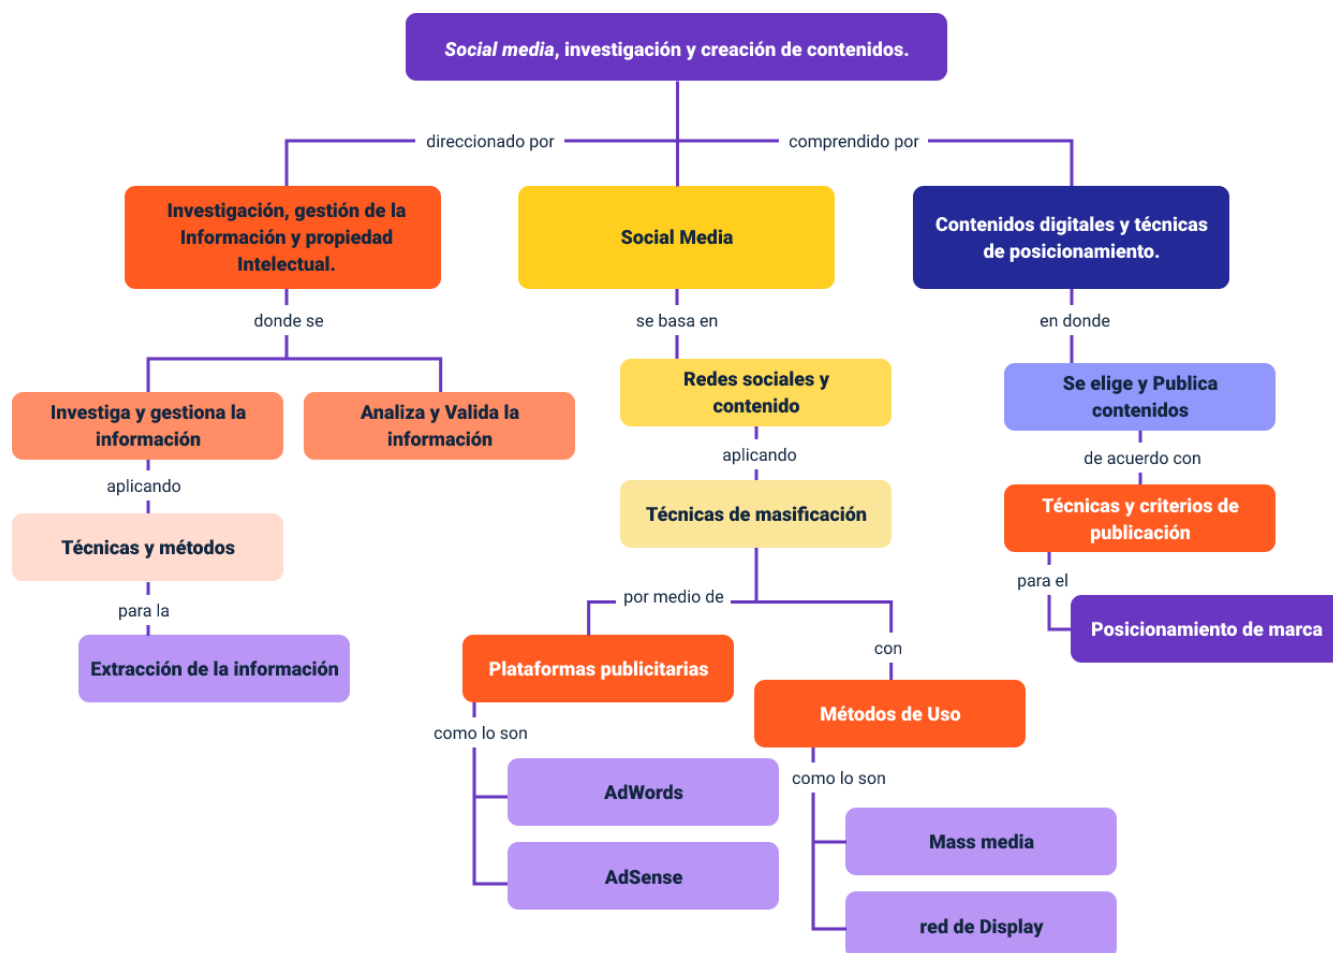 Social media, investigación y creación de contenidos.
direccionado por
comprendido por
Investigación, gestión de la
Información y propiedad
Intelectual.
Social Media
Contenidos digitales y técnicas
de posicionamiento.
donde se
se basa en
en donde
Investiga y gestiona la
información
Analiza y Valida la
información
Redes sociales y
contenido
Se elige y Publica
contenidos
aplicando
aplicando
de acuerdo con
Técnicas y métodos
Técnicas de masificación
Técnicas y criterios de
publicación
para la
por medio de
para el
Extracción de la información
Plataformas publicitarias
con
Posicionamiento de marca
Métodos de Uso
como lo son
como lo son
AdWords
AdSense
Mass media
red de Display